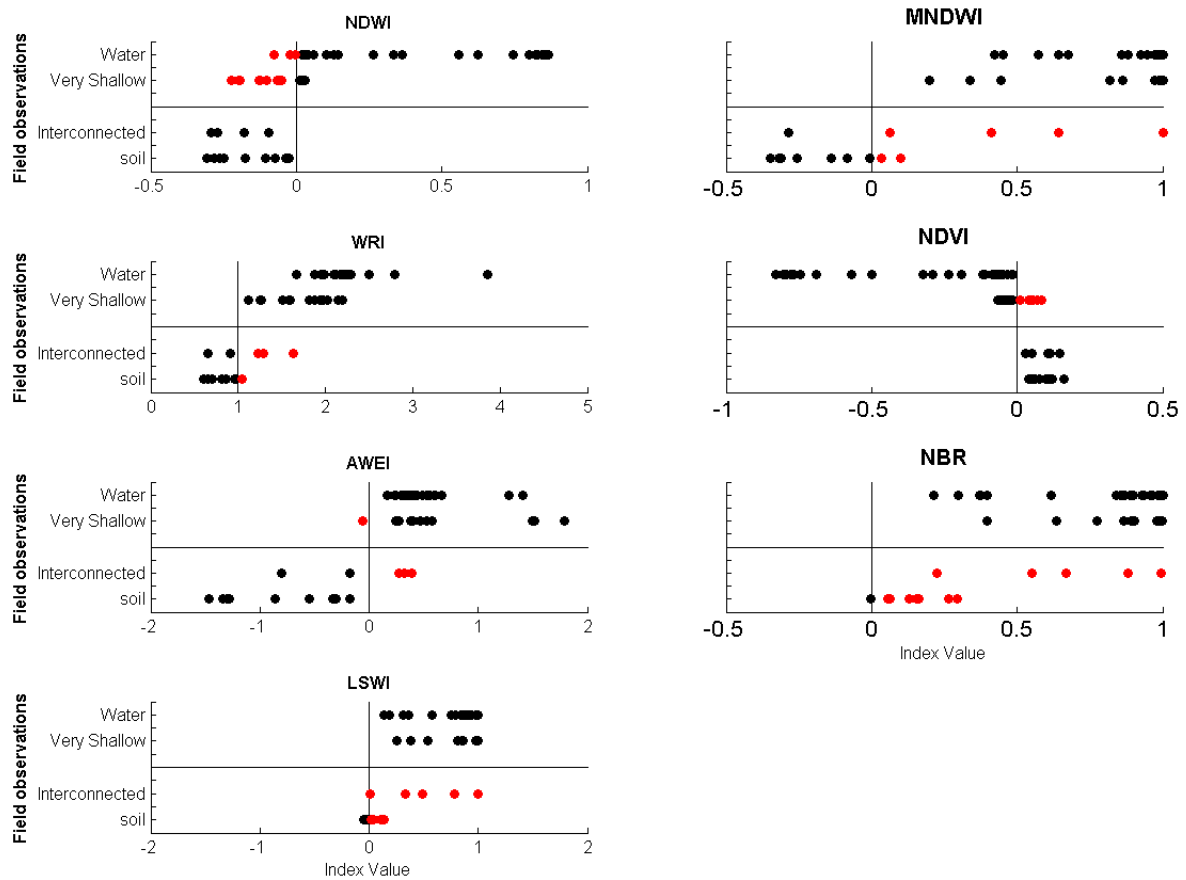 NDWI
Field observations
Water
Very Shallow
Interconnected
soil
-0.5 0 0.5 1
MNDWI
-0.5 0 0.5 1
WRI
Field observations
Water
Very Shallow
Interconnected
soil
0 1 2 3 4 5
NDVI
-1 -0.5 0 0.5
AWEI
Field observations
Water
Very Shallow
Interconnected
soil
-2 -1 0 1 2
NBR
-0.5 0 0.5 1
Index Value
LSWI
Field observations
Water
Very Shallow
Interconnected
soil
-2 -1 0 1 2
Index Value